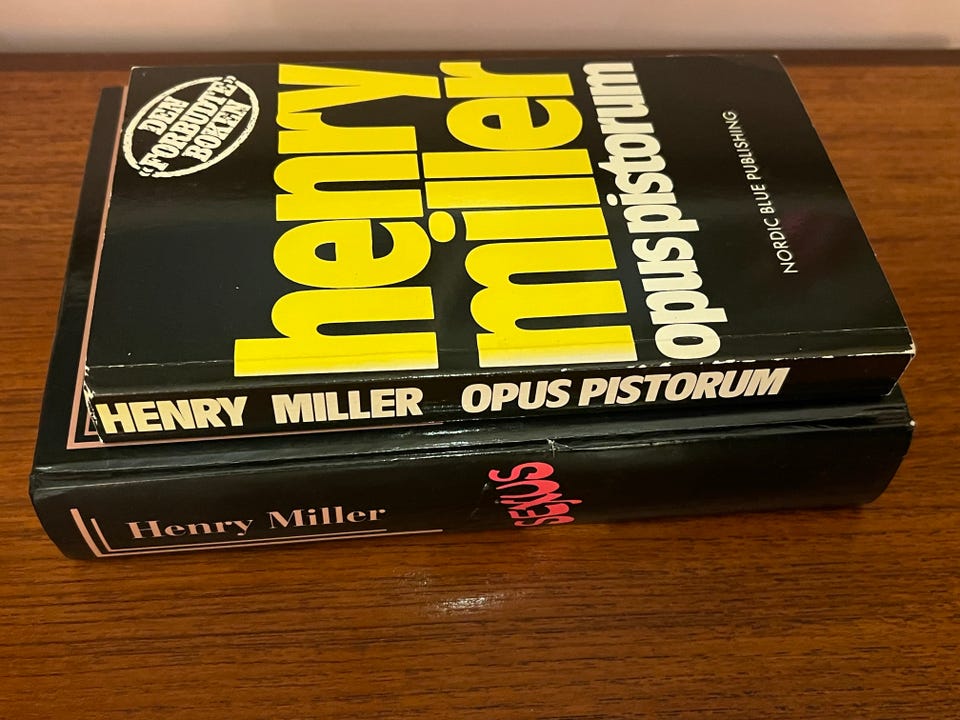 DEN
"FORBUDTE"
BOKEN
henry
miller
opus pistorum
NORDIC BLUE PUBLISHING
HENRY MILLER OPUS PISTORUM
Henry Miller SEXUS